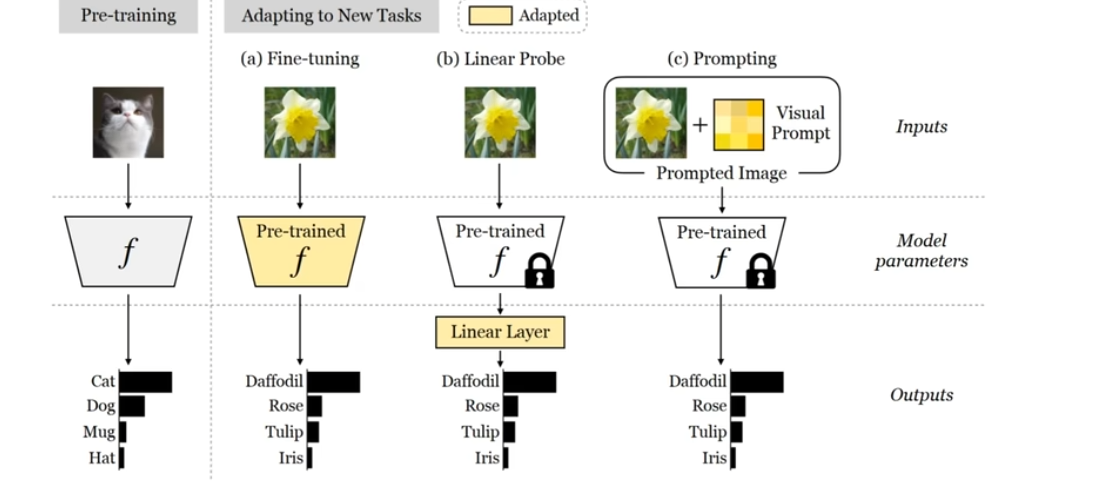 Pre-training
Adapting to New Tasks
Adapted
(a) Fine-tuning
(b) Linear Probe
(c) Prompting
+
Visual
Prompt
Inputs
Prompted Image
f
Pre-trained
f
Pre-trained
f
Pre-trained
f
Model
parameters
Linear Layer
Cat
Dog
Mug
Hat
Daffodil
Rose
Tulip
Iris
Daffodil
Rose
Tulip
Iris
Daffodil
Rose
Tulip
Iris
Outputs